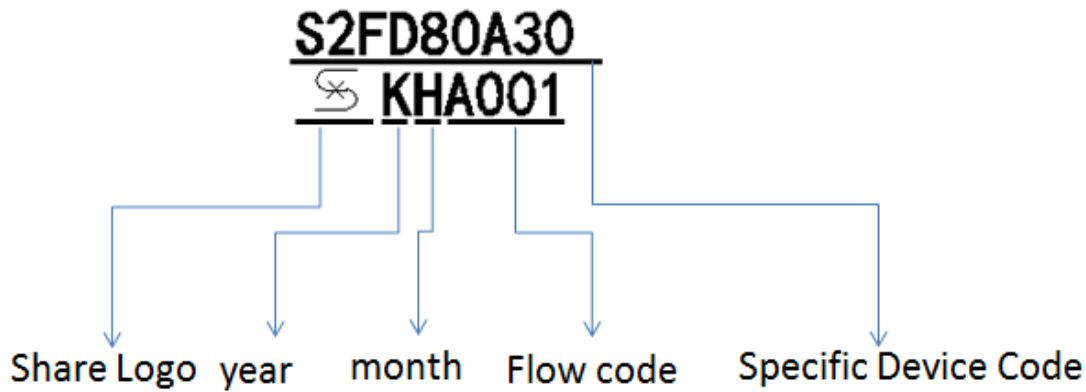 S2FD80A30
KHA001
Share Logo year month Flow code Specific Device Code